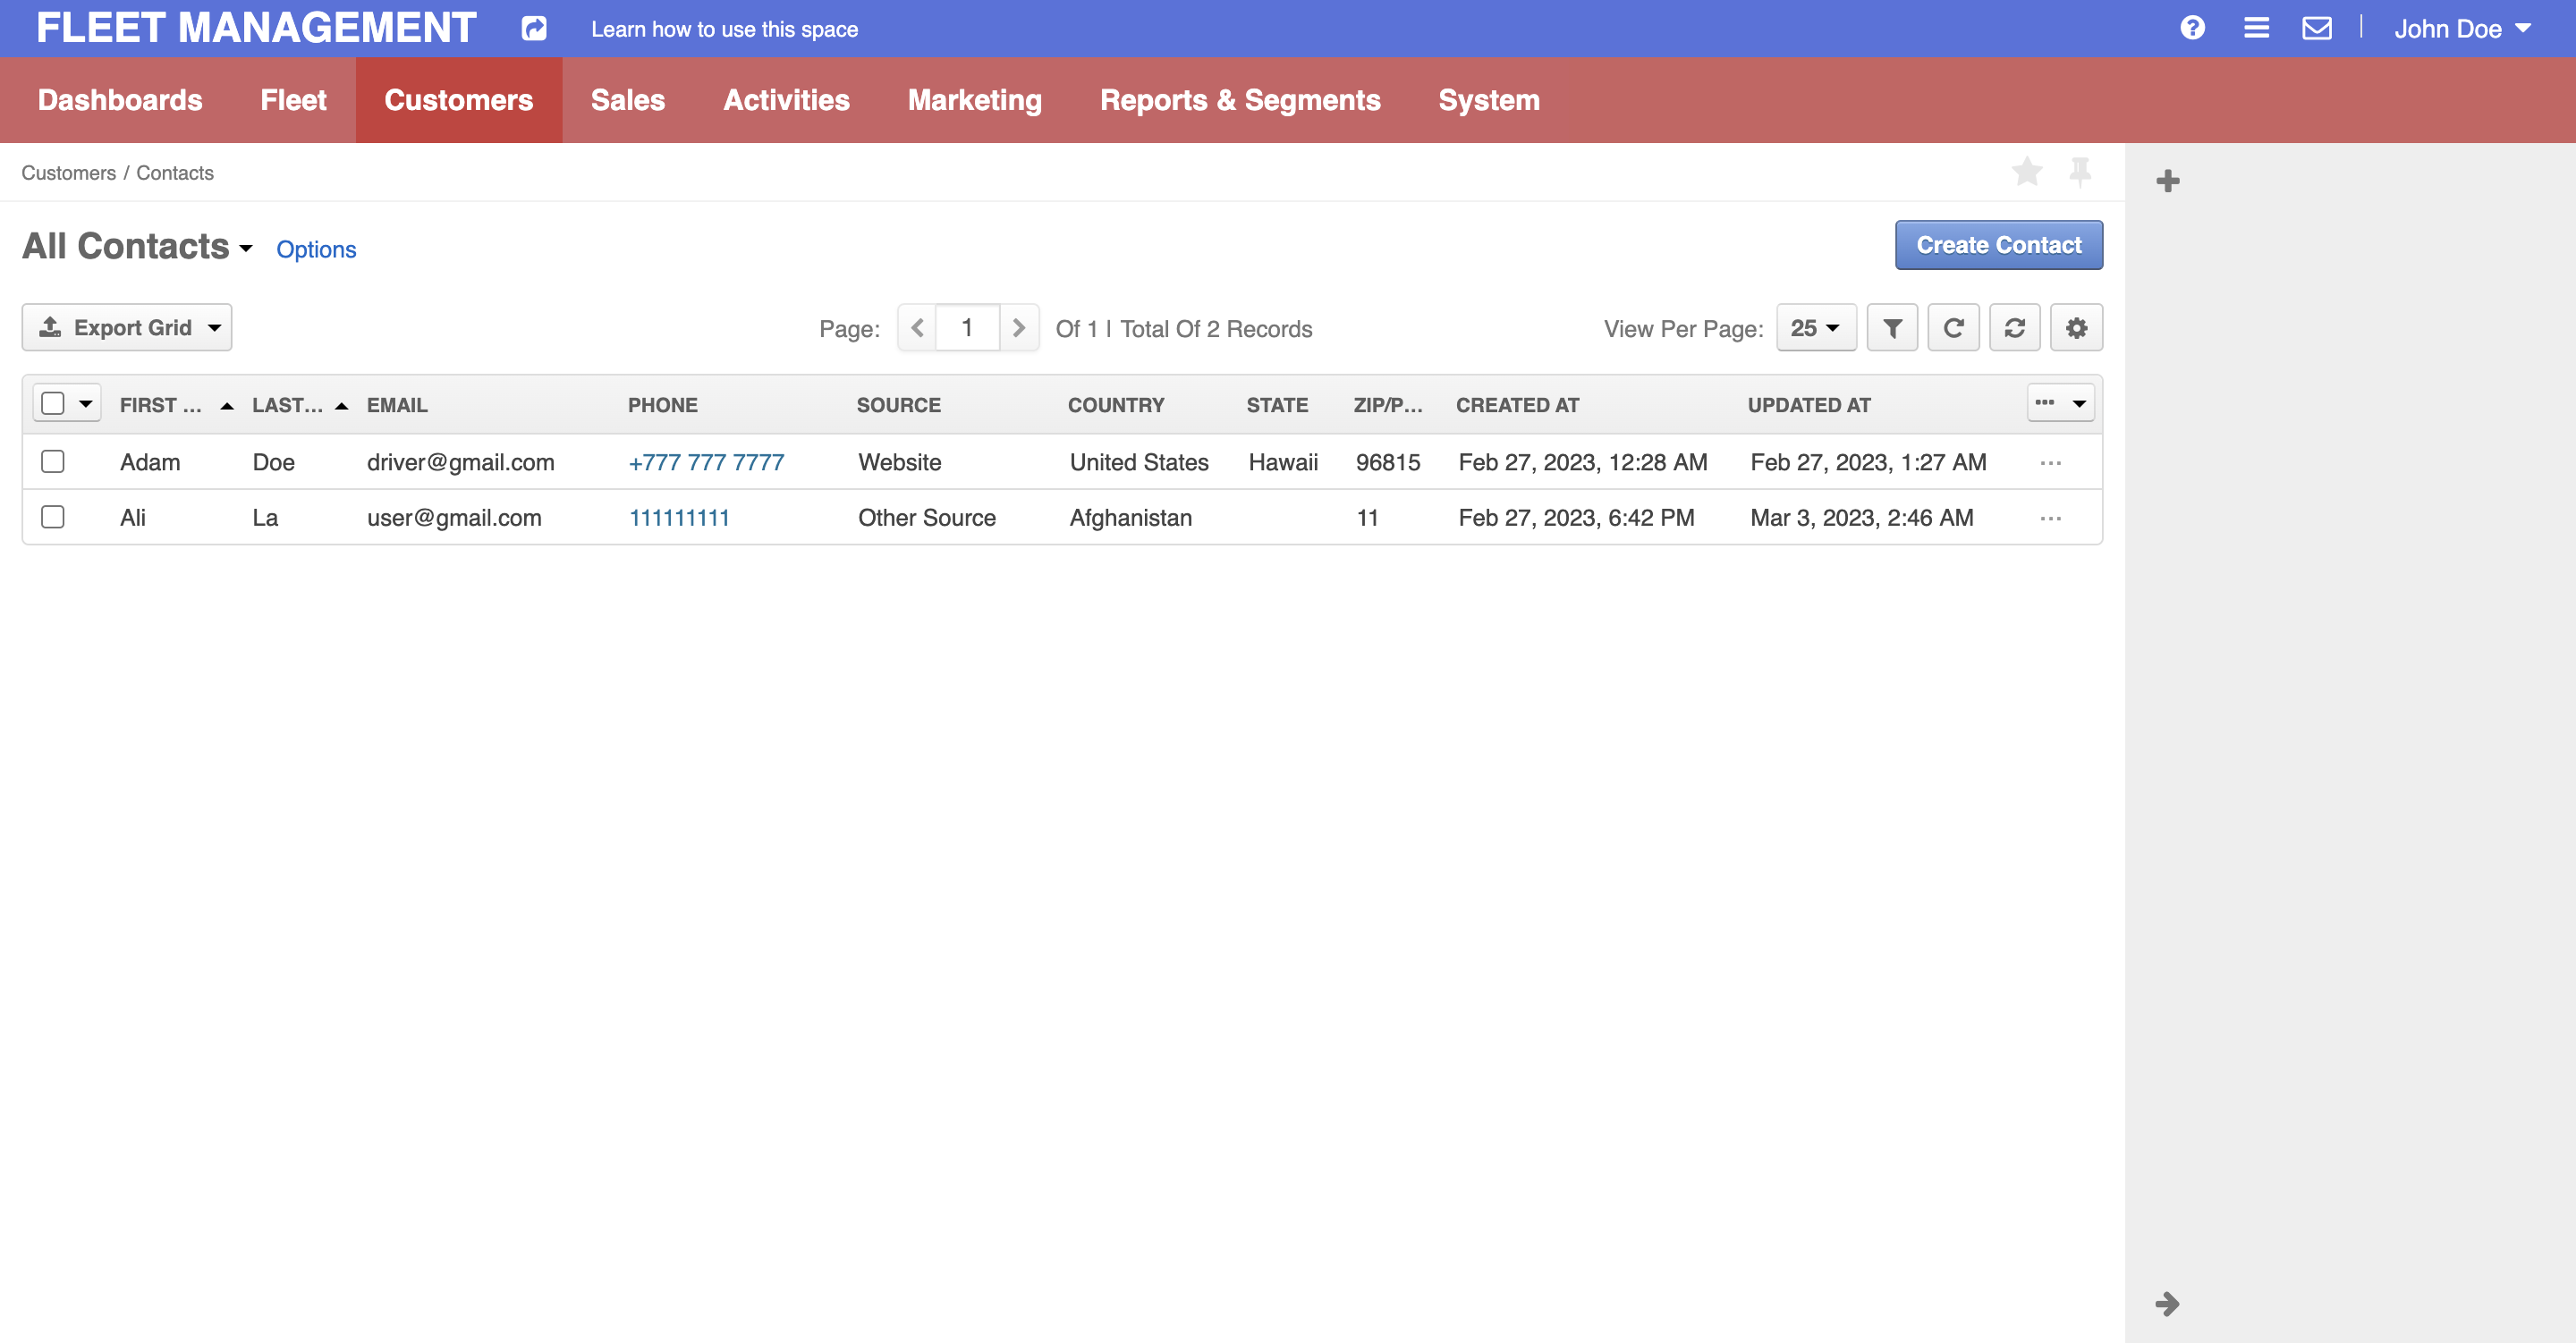 FLEET MANAGEMENT Learn how to use this space John Doe
Dashboards Fleet Customers Sales Activities Marketing Reports & Segments System
Customers / Contacts
All Contacts Options Create Contact
Export Grid Page: 1 Of 1 | Total Of 2 Records View Per Page: 25
FIRST ... LAST... EMAIL PHONE SOURCE COUNTRY STATE ZIP/P... CREATED AT UPDATED AT
Adam Doe driver@gmail.com +777 777 7777 Website United States Hawaii 96815 Feb 27, 2023, 12:28 AM Feb 27, 2023, 1:27 AM
Ali La user@gmail.com 111111111 Other Source Afghanistan 11 Feb 27, 2023, 6:42 PM Mar 3, 2023, 2:46 AM